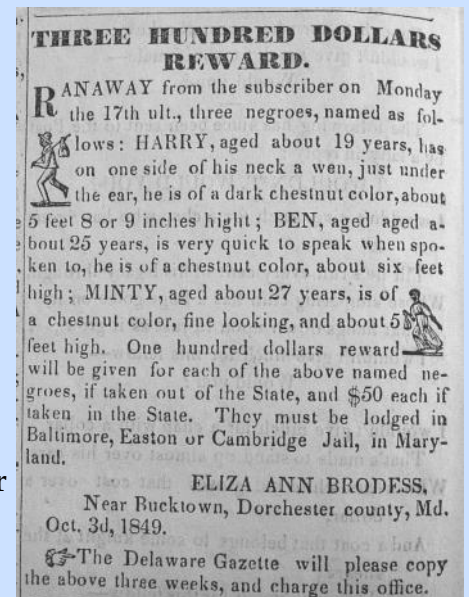 THREE HUNDRED DOLLARS
REWARD.
RANAWAY from the subscriber on Monday
the 17th ult., three negroes, named as fol-
lows: HARRY, aged about 19 years, has
on one side of his neck a wen, just under
the ear, he is of a dark chestnut color, about
5 feet 8 or 9 inches hight; BEN, aged aged a-
bout 25 years, is very quick to speak when spo-
ken to, he is of a chestnut color, about six feet
high; MINTY, aged about 27 years, is of
a chestnut color, fine looking, and about 5
feet high. One hundred dollars reward
will be given for each of the above named ne-
groes, if taken out of the State, and $50 each if
taken in the State. They must be lodged in
Baltimore, Easton or Cambridge Jail, in Mary-
land.
ELIZA ANN BRODESS,
Near Bucktown, Dorchester county, Md.
Oct. 3d, 1849.
☞The Delaware Gazette will please copy
the above three weeks, and charge this office.
r